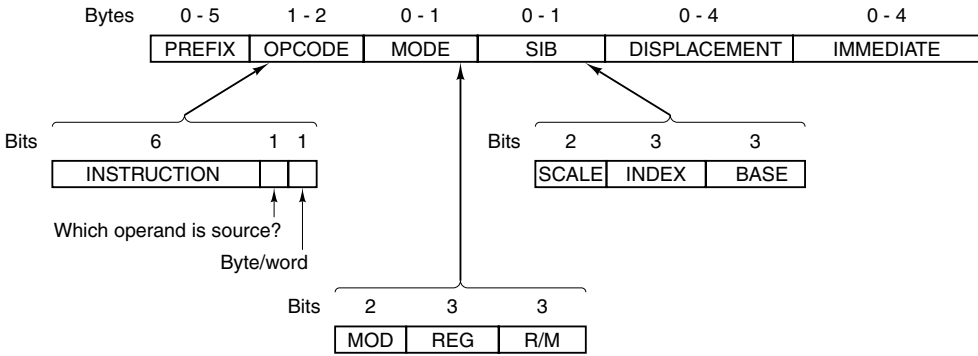 Bytes 0 - 5 1 - 2 0 - 1 0 - 1 0 - 4 0 - 4
PREFIX OPCODE MODE SIB DISPLACEMENT IMMEDIATE
Bits 6 1 1
INSTRUCTION
Which operand is source?
Byte/word
Bits 2 3 3
SCALE INDEX BASE
Bits 2 3 3
MOD REG R/M